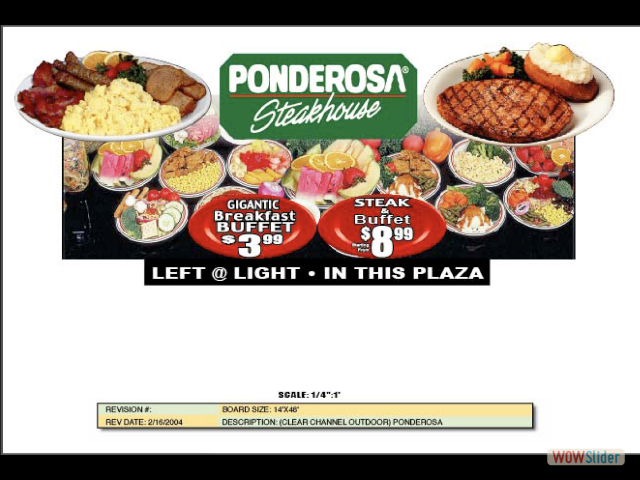 PONDEROSA®
Steakhouse
GIGANTIC
Breakfast
BUFFET
$3.99
STEAK
&
Buffet
Starting From $8.99
LEFT @ LIGHT • IN THIS PLAZA
SCALE: 1/4":1'
REVISION #: BOARD SIZE: 14'X48'
REV DATE: 2/16/2004 DESCRIPTION: (CLEAR CHANNEL OUTDOOR) PONDEROSA
WOWSlider